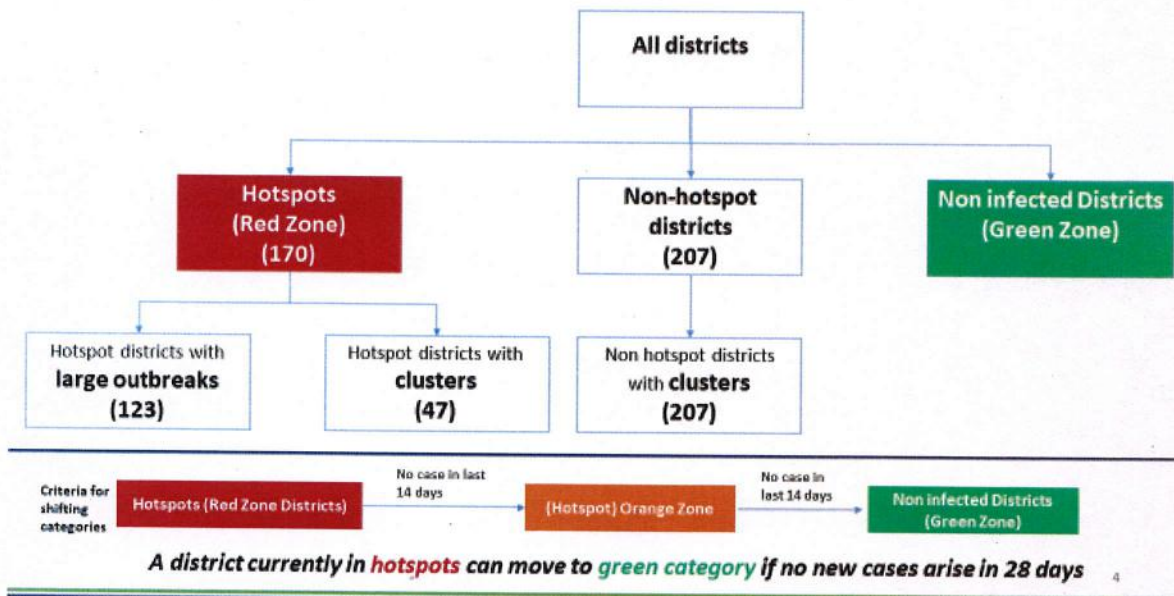 All districts
Hotspots
(Red Zone)
(170)
Non-hotspot
districts
(207)
Non infected Districts
(Green Zone)
Hotspot districts with
large outbreaks
(123)
Hotspot districts with
clusters
(47)
Non hotspot districts
with clusters
(207)
Criteria for
shifting
categories
Hotspots (Red Zone Districts)
No case in last
14 days
(Hotspot) Orange Zone
No case in
last 14 days
Non infected Districts
(Green Zone)
A district currently in hotspots can move to green category if no new cases arise in 28 days
4